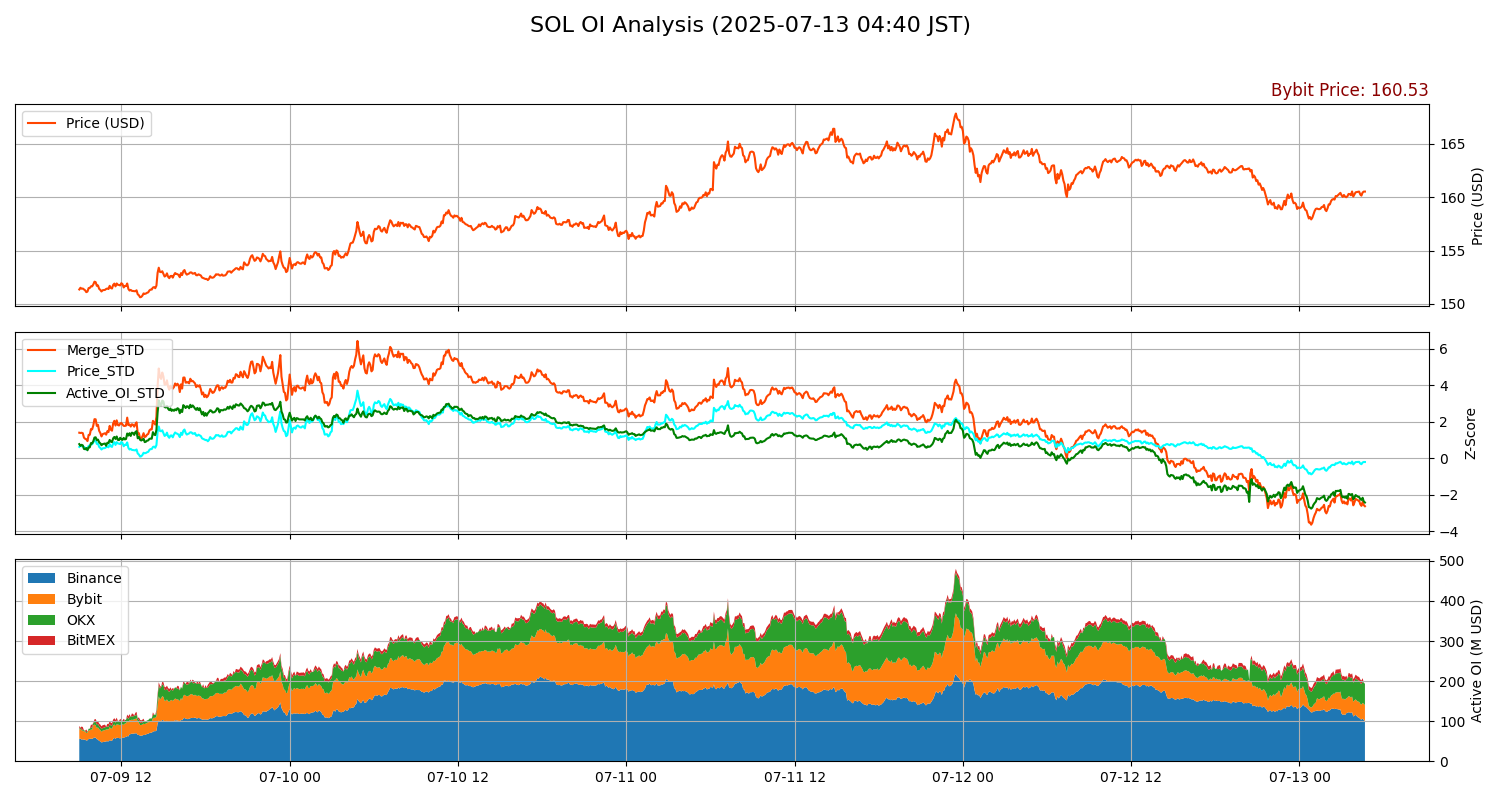 SOL OI Analysis (2025-07-13 04:40 JST)
Bybit Price: 160.53
Price (USD)
165
160
155
150
Price (USD)
Merge_STD
Price_STD
Active_OI_STD
6
4
2
0
−2
−4
Z-Score
Binance
Bybit
OKX
BitMEX
500
400
300
200
100
0
Active OI (M USD)
07-09 12
07-10 00
07-10 12
07-11 00
07-11 12
07-12 00
07-12 12
07-13 00